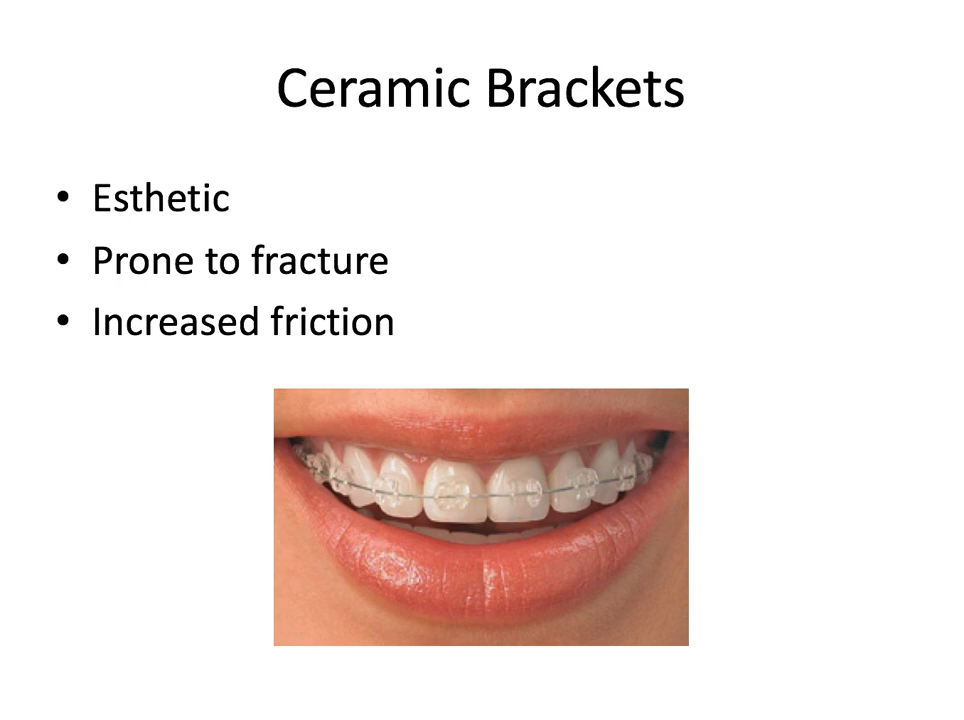 Ceramic Brackets
• Esthetic
• Prone to fracture
• Increased friction